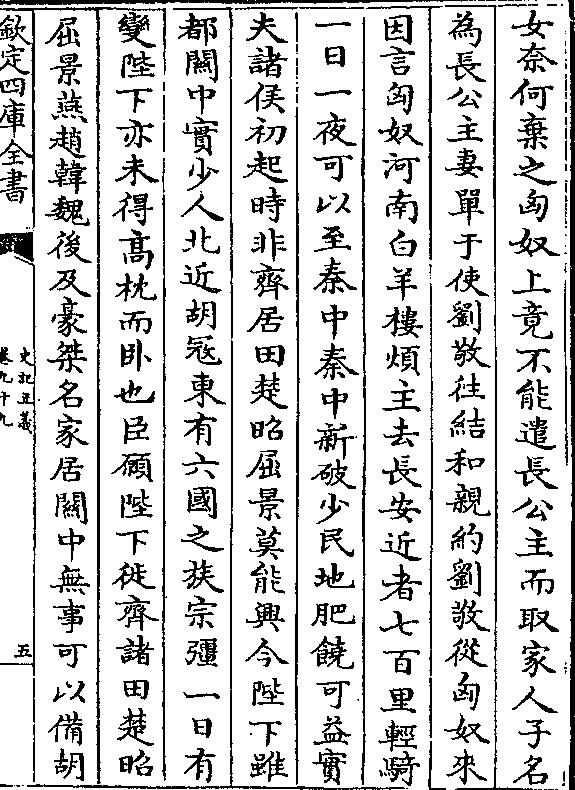 女奈何棄之匈奴上竟不能遣長公主而取家人子名
為長公主妻單于使劉敬往結和親約劉敬從匈奴來
因言匈奴河南白羊樓煩主去長安近者七百里輕騎
一日一夜可以至秦中秦中新破少民地肥饒可益實
夫諸侯初起時非齊居田楚昭屈景莫能興今陛下雖
都關中實少人北近胡冦東有六國之族宗彊一日有
變陛下亦未得高枕而卧也臣願陛下徙齊諸田楚昭
屈景燕趙韓魏後及豪桀名家居關中無事可以備胡
欽定四庫全書
史記正義
卷九十九
五